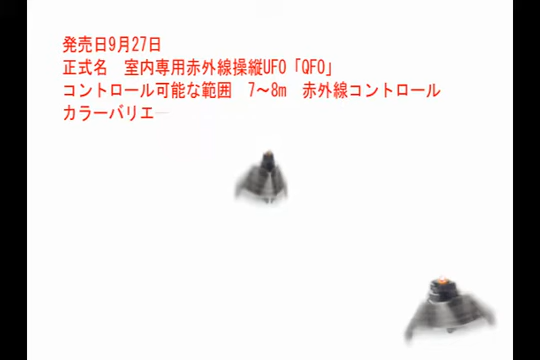 発売日9月27日
正式名　室内専用赤外線操縦UFO「QFO」
コントロール可能な範囲　7～8m　赤外線コントロール
カラーバリエ